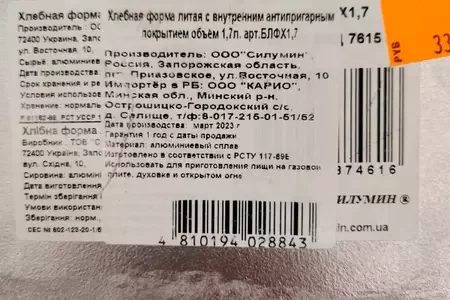 Хлебная форма
72400 Украина, Зап
ул. Восточная, 10.
Сырьё: алюминиев
Дата производства:
Условия использов
Срок хранения и ре
Хранение: нормаль
Хлібна форма
Виробник: ТОВ "С
72400 Україна, Запо
вул. Східна, 10.
Сировина: алюміні
Дата виготовлення
Термін зберігання і
Умови використан
Зберігання: норм.,
Хлебная форма литая с внутренним антипригарным
покрытием объём 1,7л. арт.БЛФХ1,7
Производитель: ООО"Силумин"
Россия, Запорожская область,
пгт Приазовское, ул.Восточная, 10
Импортёр в РБ: ООО "КАРИО",
Минская обл., Минский р-н,
Острошицко-Городокский с/с,
д. Селище, т/ф:8-017-215-01-51/52
Дата производства: март 2023 г
Гарантия 1 год с даты продажи
Материал: алюминиевый сплав
Изготовлено в соответствии с РСТУ 117-89Е
Использовать для приготовления пищи на газовой
плите, духовке и открытом огне
4 810194 028843
Х1,7
7615
33
374616
ИЛУМИН ®
in.com.ua